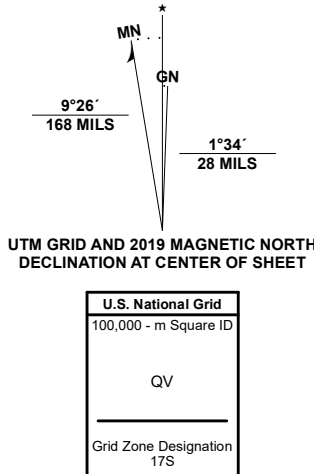 ★
MN
GN
9°26´
168 MILS
1°34´
28 MILS
UTM GRID AND 2019 MAGNETIC NORTH
DECLINATION AT CENTER OF SHEET
U.S. National Grid
100,000 - m Square ID
QV
Grid Zone Designation
17S